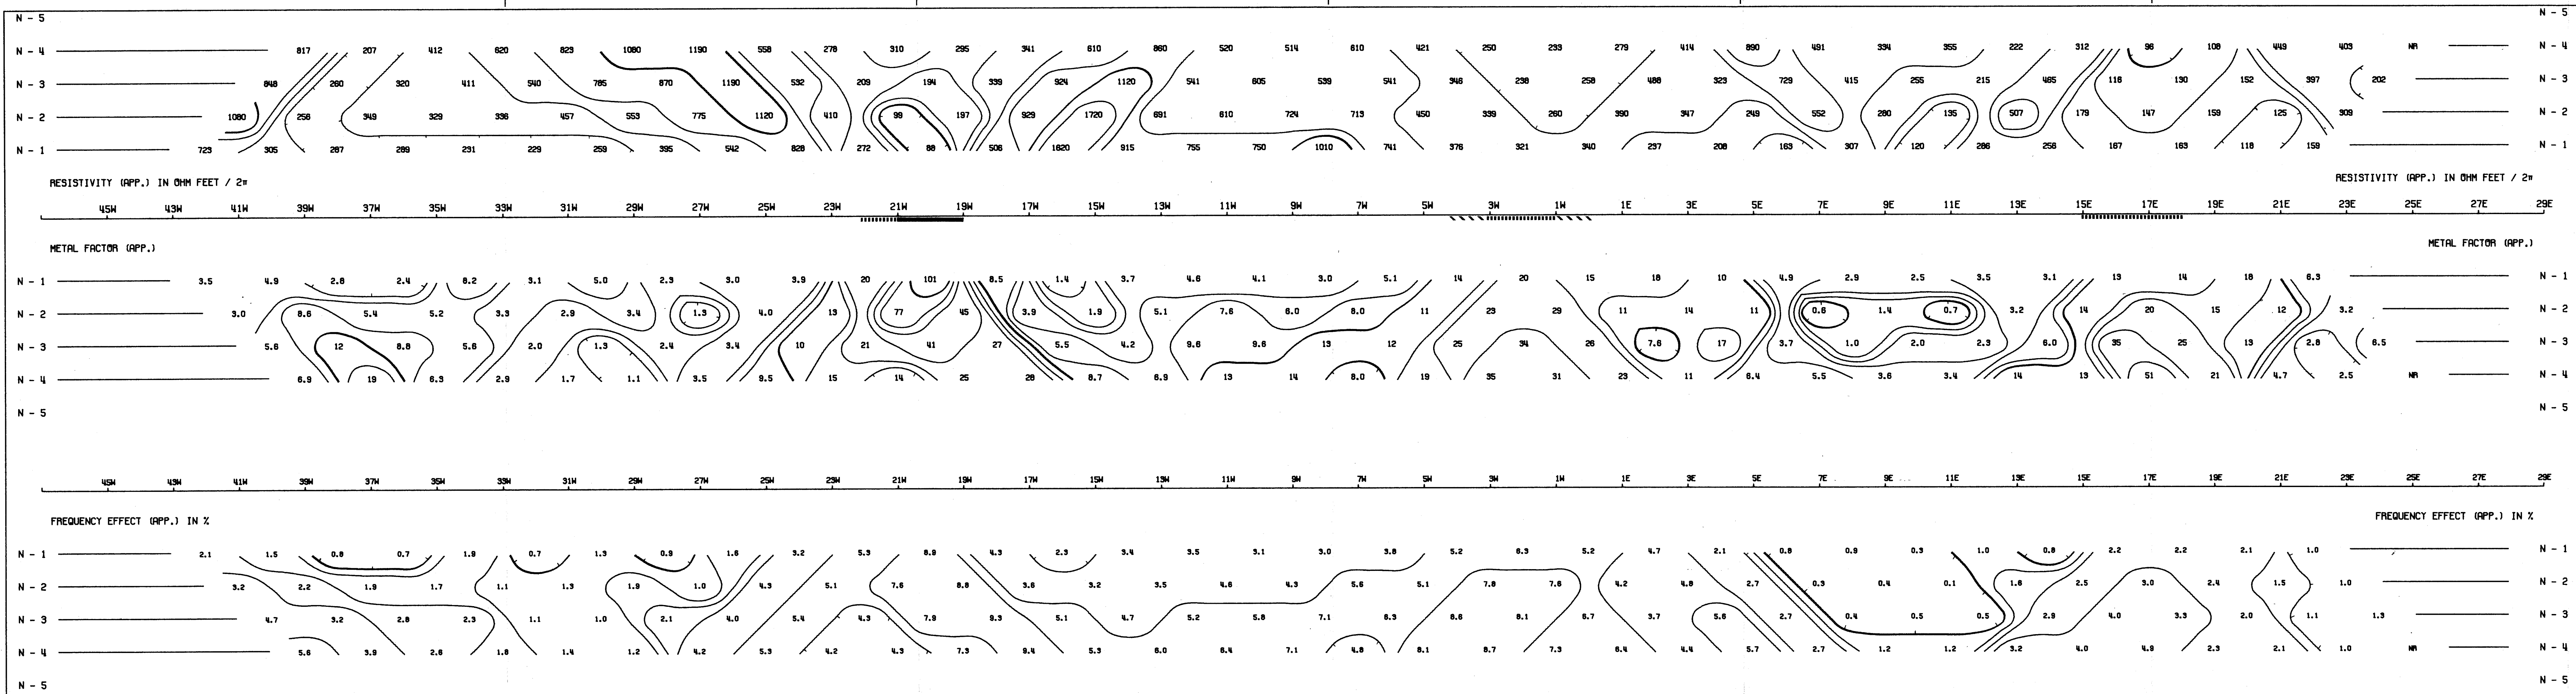 N - 5 N - 5
N - 4 817 207 412 620 823 1080 1190 558 278 310 295 341 610 860 520 514 610 421 250 233 279 414 890 491 334 355 222 312 96 108 449 403 NR N - 4
N - 3 848 260 320 411 540 785 870 1190 532 209 194 339 924 1120 541 605 539 541 346 238 258 488 323 729 415 255 215 465 118 130 152 397 202 N - 3
N - 2 1080 256 349 329 336 457 553 775 1120 410 99 197 929 1720 691 610 724 713 450 339 260 390 347 249 552 280 135 507 179 147 159 125 309 N - 2
N - 1 723 305 287 289 231 229 259 395 542 828 272 88 506 1620 915 755 750 1010 741 376 321 340 237 208 163 307 120 286 256 167 163 118 159 N - 1
RESISTIVITY (APP.) IN OHM FEET / 2π RESISTIVITY (APP.) IN OHM FEET / 2π
45W 43W 41W 39W 37W 35W 33W 31W 29W 27W 25W 23W 21W 19W 17W 15W 13W 11W 9W 7W 5W 3W 1W 1E 3E 5E 7E 9E 11E 13E 15E 17E 19E 21E 23E 25E 27E 29E
METAL FACTOR (APP.) METAL FACTOR (APP.)
N - 1 3.5 4.9 2.8 2.4 8.2 3.1 5.0 2.3 3.0 3.9 20 101 8.5 1.4 3.7 4.6 4.1 3.0 5.1 14 20 15 18 10 4.9 2.9 2.5 3.5 3.1 13 14 18 6.3 N - 1
N - 2 3.0 8.6 5.4 5.2 3.3 2.9 3.4 1.3 4.0 13 77 45 3.9 1.9 5.1 7.6 6.0 8.0 11 23 29 11 14 11 0.6 1.4 0.7 3.2 14 20 15 12 3.2 N - 2
N - 3 5.6 12 8.8 5.6 2.0 1.3 2.4 3.4 10 21 41 27 5.5 4.2 9.6 9.6 13 12 25 34 26 7.6 17 3.7 1.0 2.0 2.3 6.0 35 25 13 2.8 6.5 N - 3
N - 4 6.9 19 6.3 2.9 1.7 1.1 3.5 9.5 15 14 25 28 8.7 6.9 13 14 8.0 19 35 31 23 11 6.4 5.5 3.6 3.4 14 13 51 21 4.7 2.5 NR N - 4
N - 5 N - 5
45W 43W 41W 39W 37W 35W 33W 31W 29W 27W 25W 23W 21W 19W 17W 15W 13W 11W 9W 7W 5W 3W 1W 1E 3E 5E 7E 9E 11E 13E 15E 17E 19E 21E 23E 25E 27E 29E
FREQUENCY EFFECT (APP.) IN % FREQUENCY EFFECT (APP.) IN %
N - 1 2.1 1.5 0.8 0.7 1.9 0.7 1.3 0.9 1.6 3.2 5.3 8.9 4.3 2.3 3.4 3.5 3.1 3.0 3.8 5.2 6.3 5.2 4.7 2.1 0.8 0.9 0.3 1.0 0.8 2.2 2.2 2.1 1.0 N - 1
N - 2 3.2 2.2 1.9 1.7 1.1 1.3 1.9 1.0 4.3 5.1 7.6 8.8 3.6 3.2 3.5 4.6 4.3 5.6 5.1 7.8 7.6 4.2 4.8 2.7 0.3 0.4 0.1 1.6 2.5 3.0 2.4 1.5 1.0 N - 2
N - 3 4.7 3.2 2.8 2.3 1.1 1.0 2.1 4.0 5.4 4.3 7.9 9.3 5.1 4.7 5.2 5.8 7.1 6.3 8.6 8.1 6.7 3.7 5.6 2.7 0.4 0.5 0.5 2.9 4.0 3.3 2.0 1.1 1.3 N - 3
N - 4 5.6 3.9 2.6 1.8 1.4 1.2 4.2 5.3 4.2 4.3 7.3 9.4 5.3 6.0 6.4 7.1 4.8 8.1 8.7 7.3 6.4 4.4 5.7 2.7 1.2 1.2 3.2 4.0 4.9 2.3 2.1 1.0 NR N - 4
N - 5 N - 5